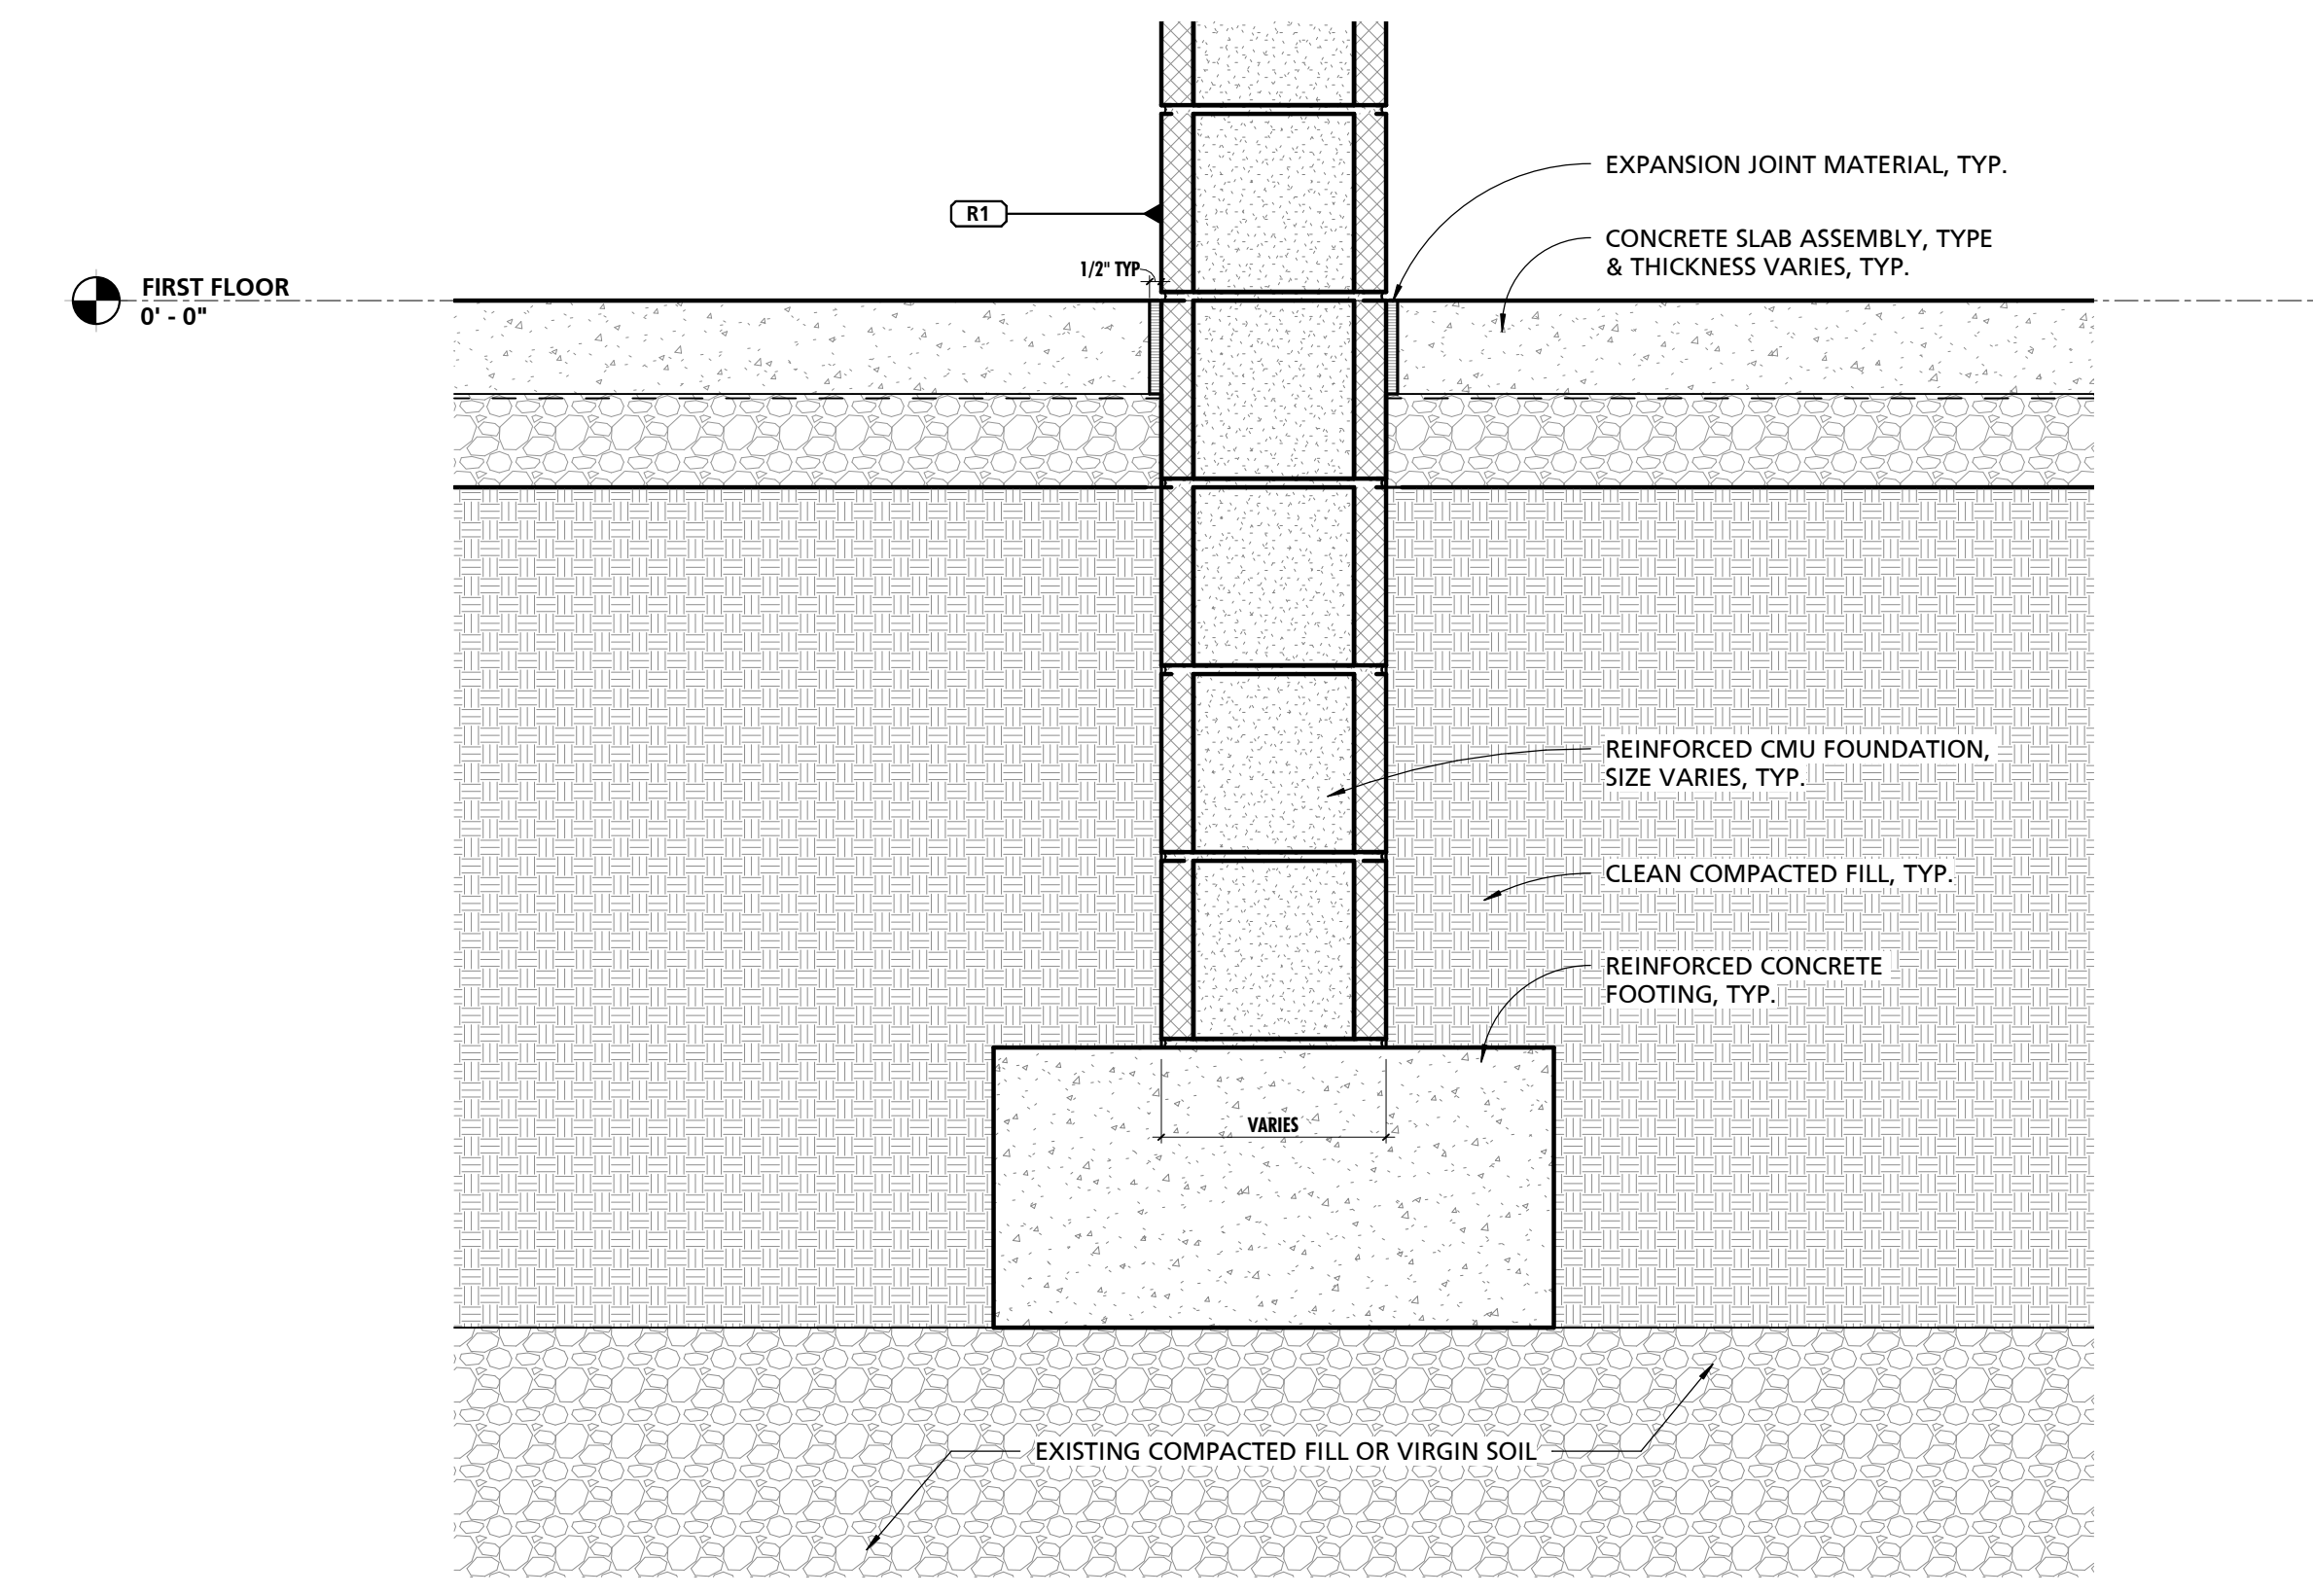 EXPANSION JOINT MATERIAL, TYP.
R1
CONCRETE SLAB ASSEMBLY, TYPE
& THICKNESS VARIES, TYP.
1/2" TYP
FIRST FLOOR
0' - 0"
REINFORCED CMU FOUNDATION,
SIZE VARIES, TYP.
CLEAN COMPACTED FILL, TYP.
REINFORCED CONCRETE
FOOTING, TYP.
VARIES
EXISTING COMPACTED FILL OR VIRGIN SOIL